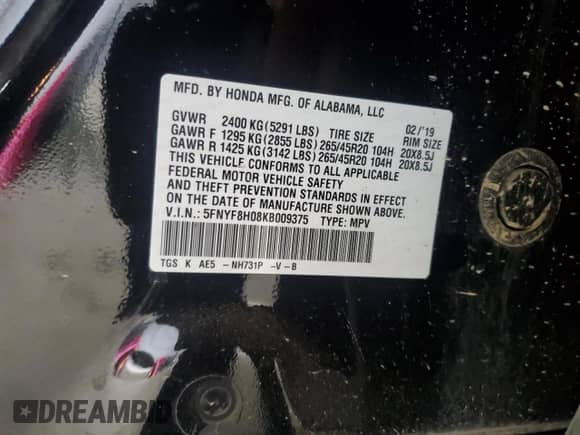 MFD. BY HONDA MFG. OF ALABAMA, LLC
02/'19
GVWR 2400 KG(5291 LBS) TIRE SIZE RIM SIZE
GAWR F 1295 KG(2855 LBS) 265/45R20 104H 20X8.5J
GAWR R 1425 KG(3142 LBS) 265/45R20 104H 20X8.5J
THIS VEHICLE CONFORMS TO ALL APPLICABLE
FEDERAL MOTOR VEHICLE SAFETY
AND THEFT PREVENTION STANDARDS IN EFFECT
ON THE DATE OF MANUFACTURE SHOWN ABOVE.
V.I.N.: 5FNYF8H08KB009375 TYPE: MPV
TGS K AE5 -NH731P -V-B
DREAMBID